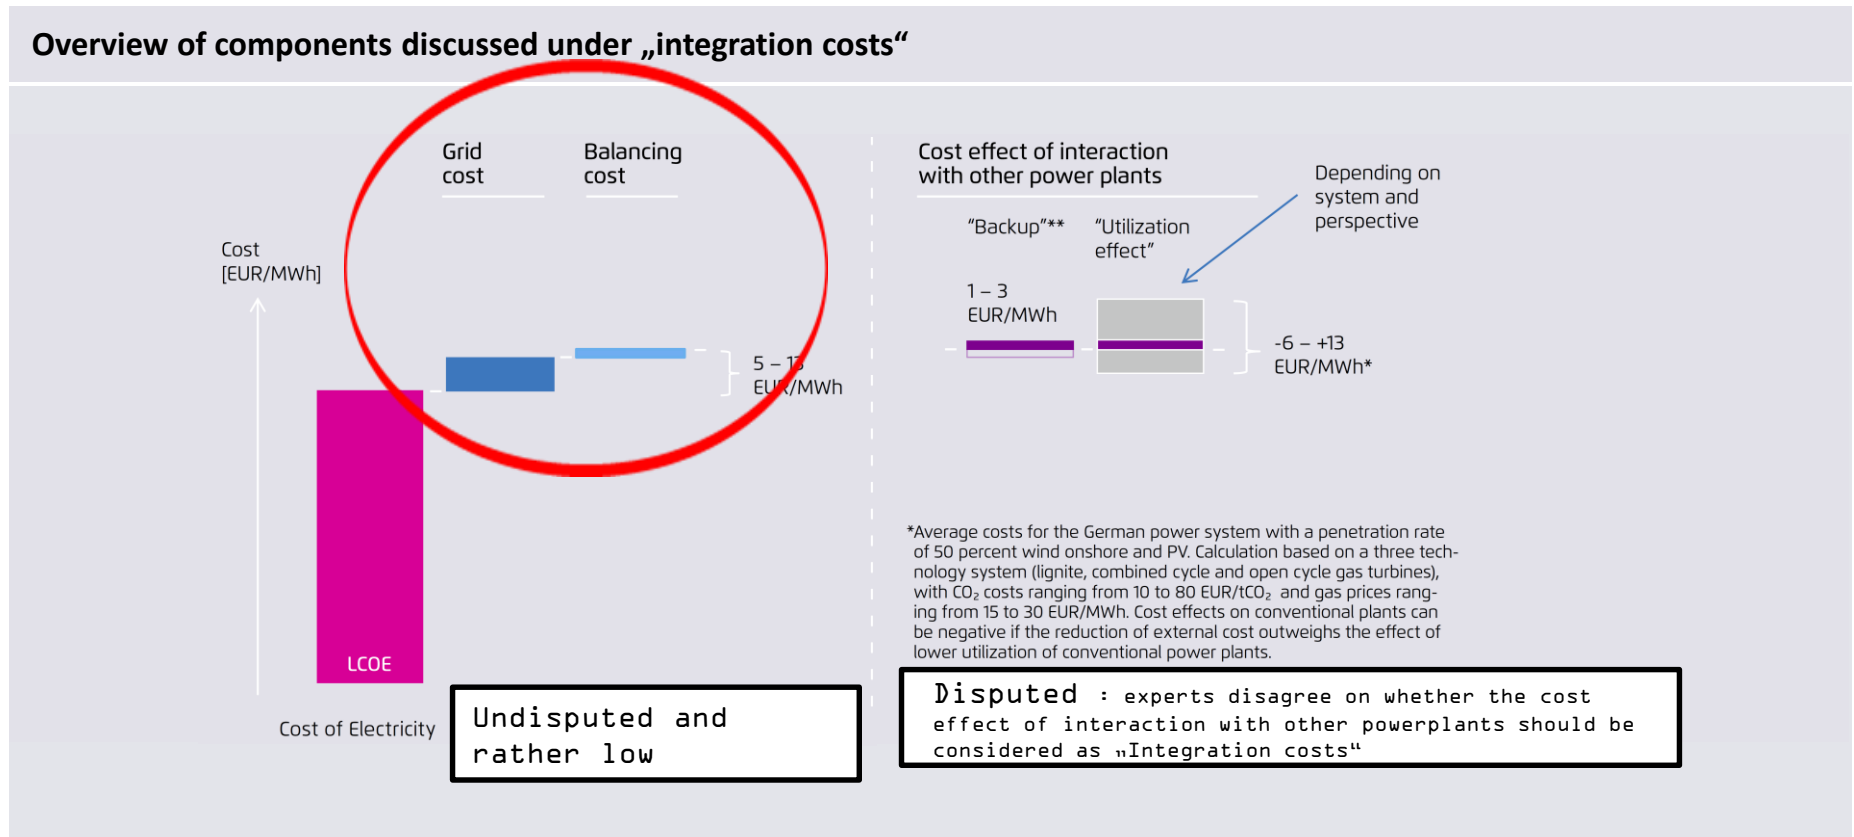 Overview of components discussed under „integration costs“
Grid
cost
Balancing
cost
Cost
[EUR/MWh]
5 – 13
EUR/MWh
LCOE
Cost of Electricity
Undisputed and
rather low
Cost effect of interaction
with other power plants
Depending on
system and
perspective
“Backup”**
“Utilization
effect”
1 – 3
EUR/MWh
-6 – +13
EUR/MWh*
*Average costs for the German power system with a penetration rate
of 50 percent wind onshore and PV. Calculation based on a three tech-
nology system (lignite, combined cycle and open cycle gas turbines),
with CO₂ costs ranging from 10 to 80 EUR/tCO₂ and gas prices rang-
ing from 15 to 30 EUR/MWh. Cost effects on conventional plants can
be negative if the reduction of external cost outweighs the effect of
lower utilization of conventional power plants.
Disputed : experts disagree on whether the cost
effect of interaction with other powerplants should be
considered as „Integration costs“